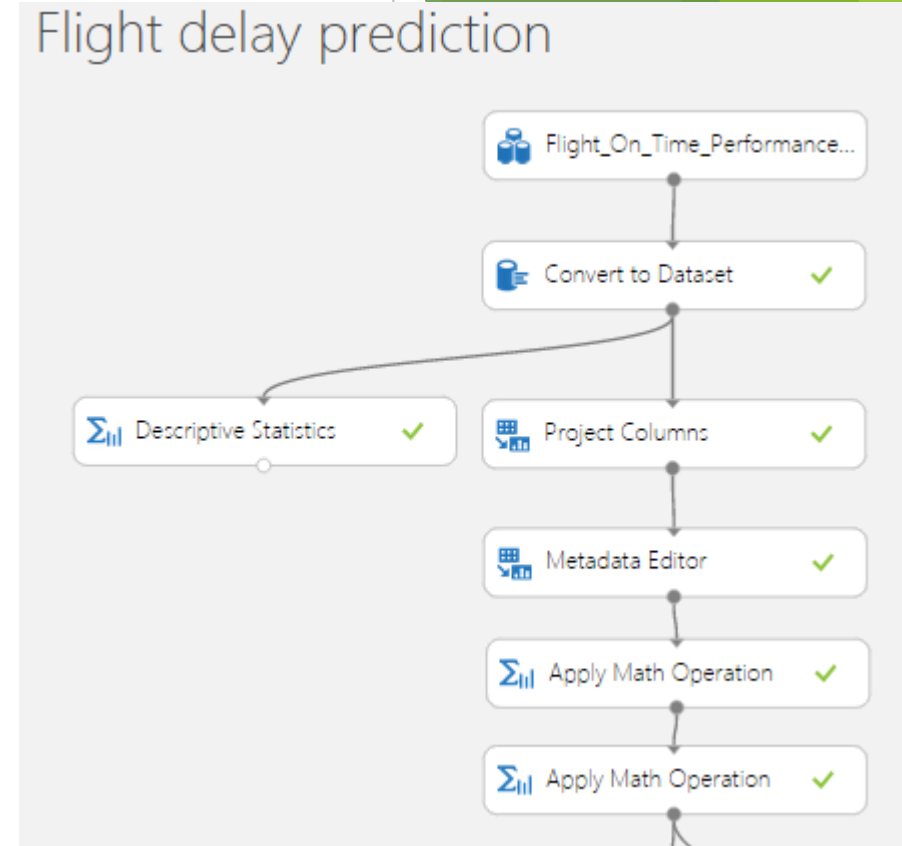 Flight delay prediction
Flight_On_Time_Performance...
Convert to Dataset
Descriptive Statistics
Project Columns
Metadata Editor
Apply Math Operation
Apply Math Operation